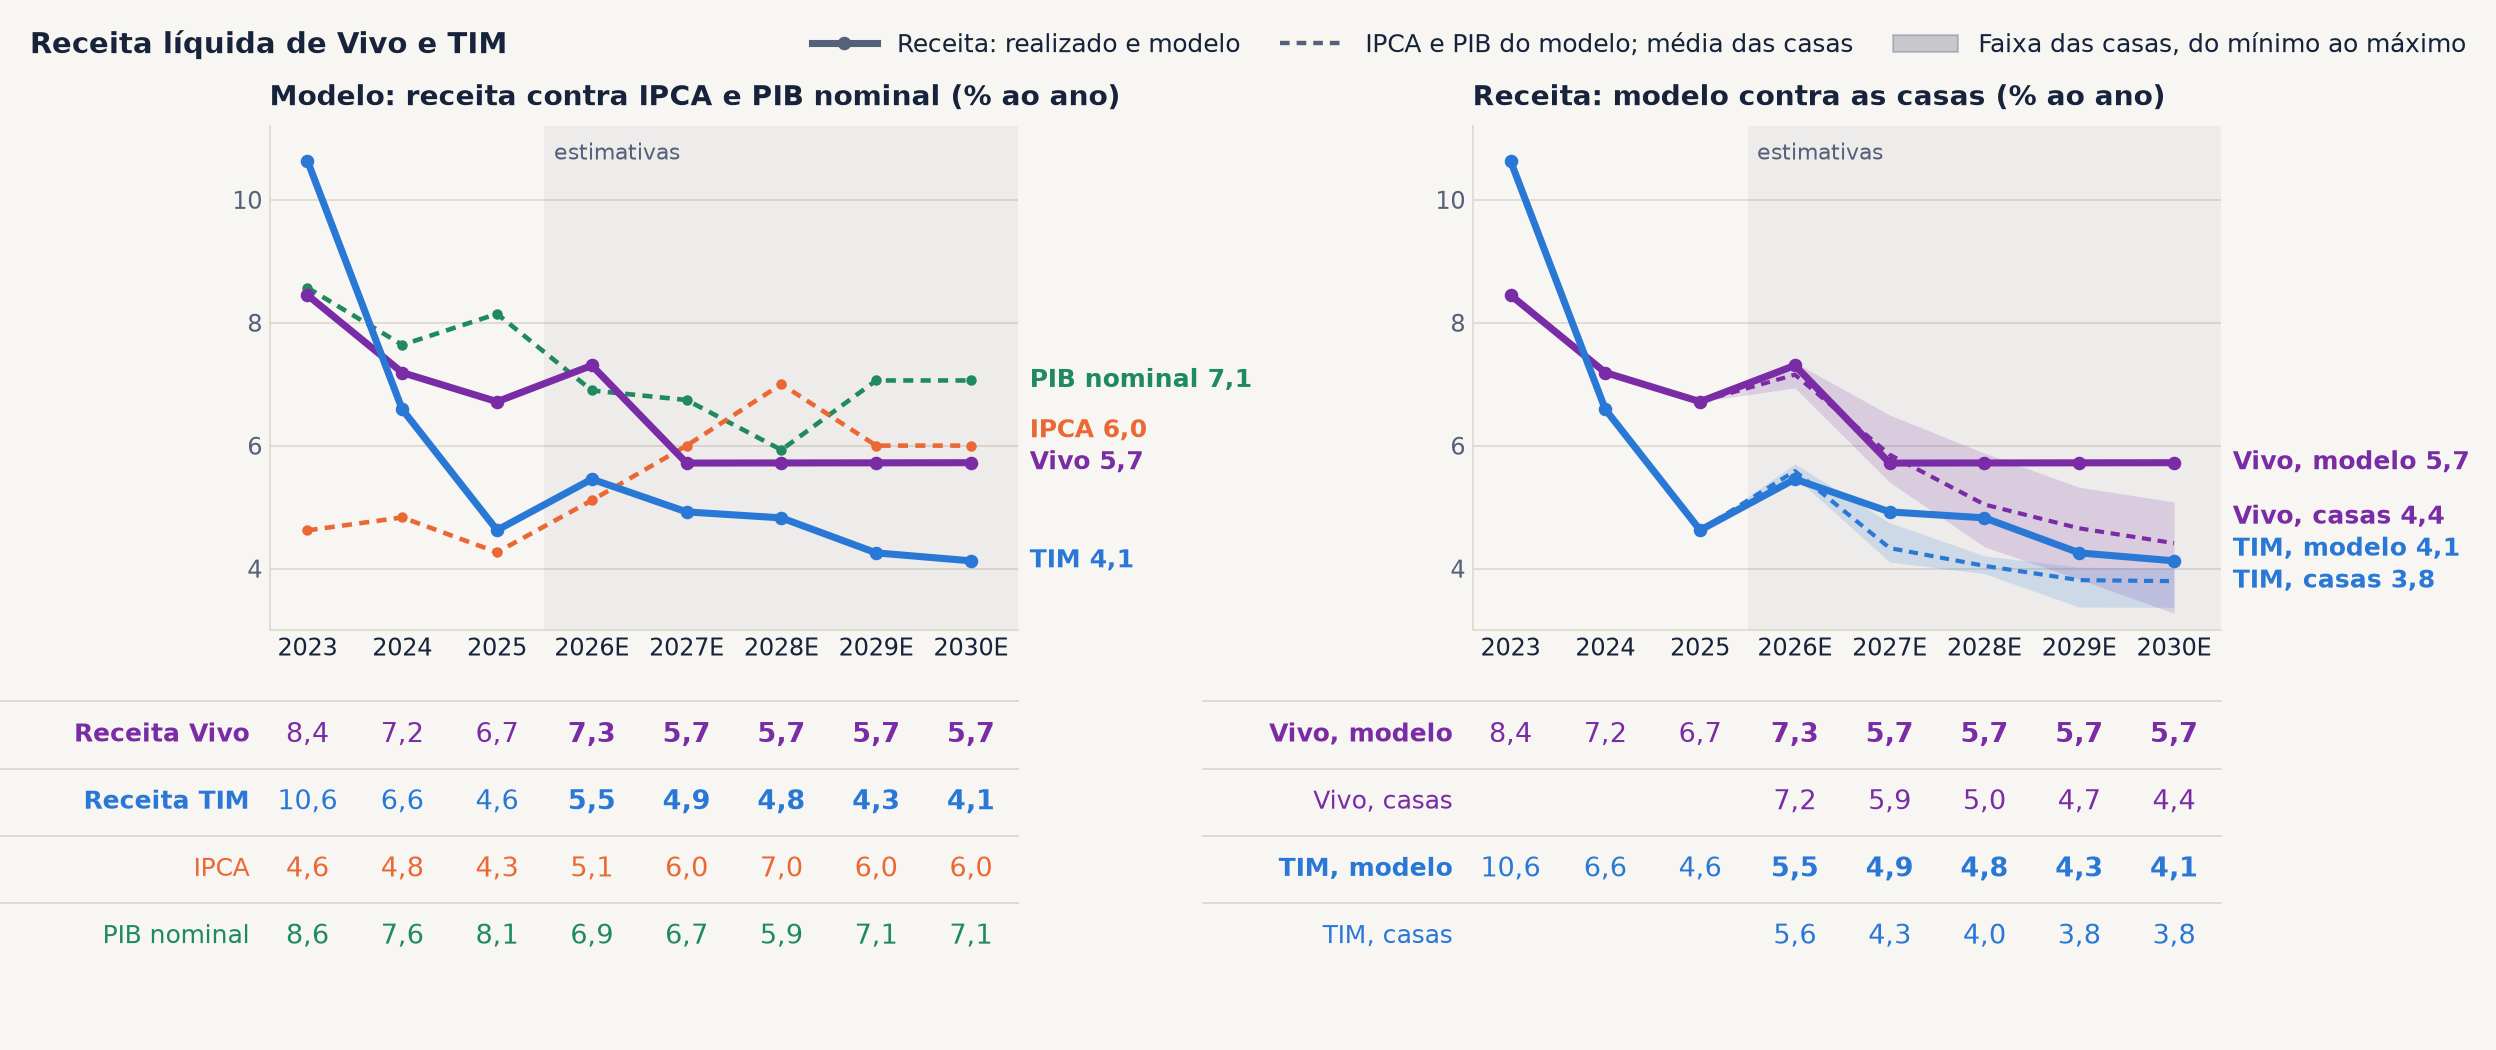 Receita líquida de Vivo e TIM
Receita: realizado e modelo
IPCA e PIB do modelo; média das casas
Faixa das casas, do mínimo ao máximo
Modelo: receita contra IPCA e PIB nominal (% ao ano)
estimativas
10
8
6
4
PIB nominal 7,1
IPCA 6,0
Vivo 5,7
TIM 4,1
2023 2024 2025 2026E 2027E 2028E 2029E 2030E
Receita Vivo 8,4 7,2 6,7 7,3 5,7 5,7 5,7 5,7
Receita TIM 10,6 6,6 4,6 5,5 4,9 4,8 4,3 4,1
IPCA 4,6 4,8 4,3 5,1 6,0 7,0 6,0 6,0
PIB nominal 8,6 7,6 8,1 6,9 6,7 5,9 7,1 7,1
Receita: modelo contra as casas (% ao ano)
estimativas
10
8
6
4
Vivo, modelo 5,7
Vivo, casas 4,4
TIM, modelo 4,1
TIM, casas 3,8
2023 2024 2025 2026E 2027E 2028E 2029E 2030E
Vivo, modelo 8,4 7,2 6,7 7,3 5,7 5,7 5,7 5,7
Vivo, casas 7,2 5,9 5,0 4,7 4,4
TIM, modelo 10,6 6,6 4,6 5,5 4,9 4,8 4,3 4,1
TIM, casas 5,6 4,3 4,0 3,8 3,8